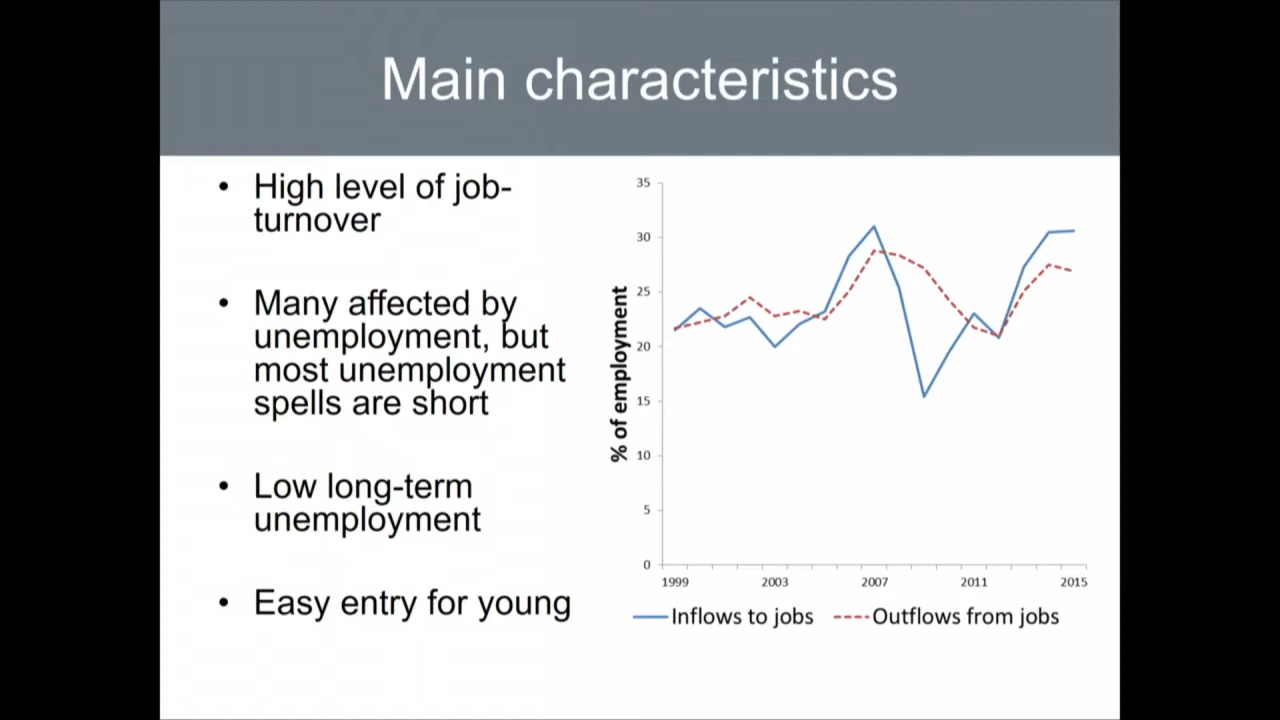 Main characteristics
• High level of job-
turnover
• Many affected by
unemployment, but
most unemployment
spells are short
• Low long-term
unemployment
• Easy entry for young
% of employment
35
30
25
20
15
10
5
0
1999 2003 2007 2011 2015
Inflows to jobs Outflows from jobs